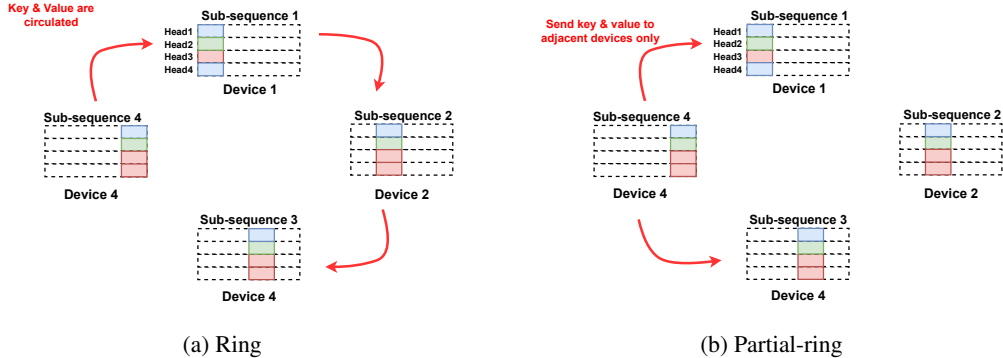 Key & Value are
circulated
Sub-sequence 1
Head1
Head2
Head3
Head4
Device 1
Sub-sequence 4
Device 4
Sub-sequence 2
Device 2
Sub-sequence 3
Device 4
(a) Ring
Send key & value to
adjacent devices only
Sub-sequence 1
Head1
Head2
Head3
Head4
Device 1
Sub-sequence 4
Device 4
Sub-sequence 2
Device 2
Sub-sequence 3
Device 4
(b) Partial-ring